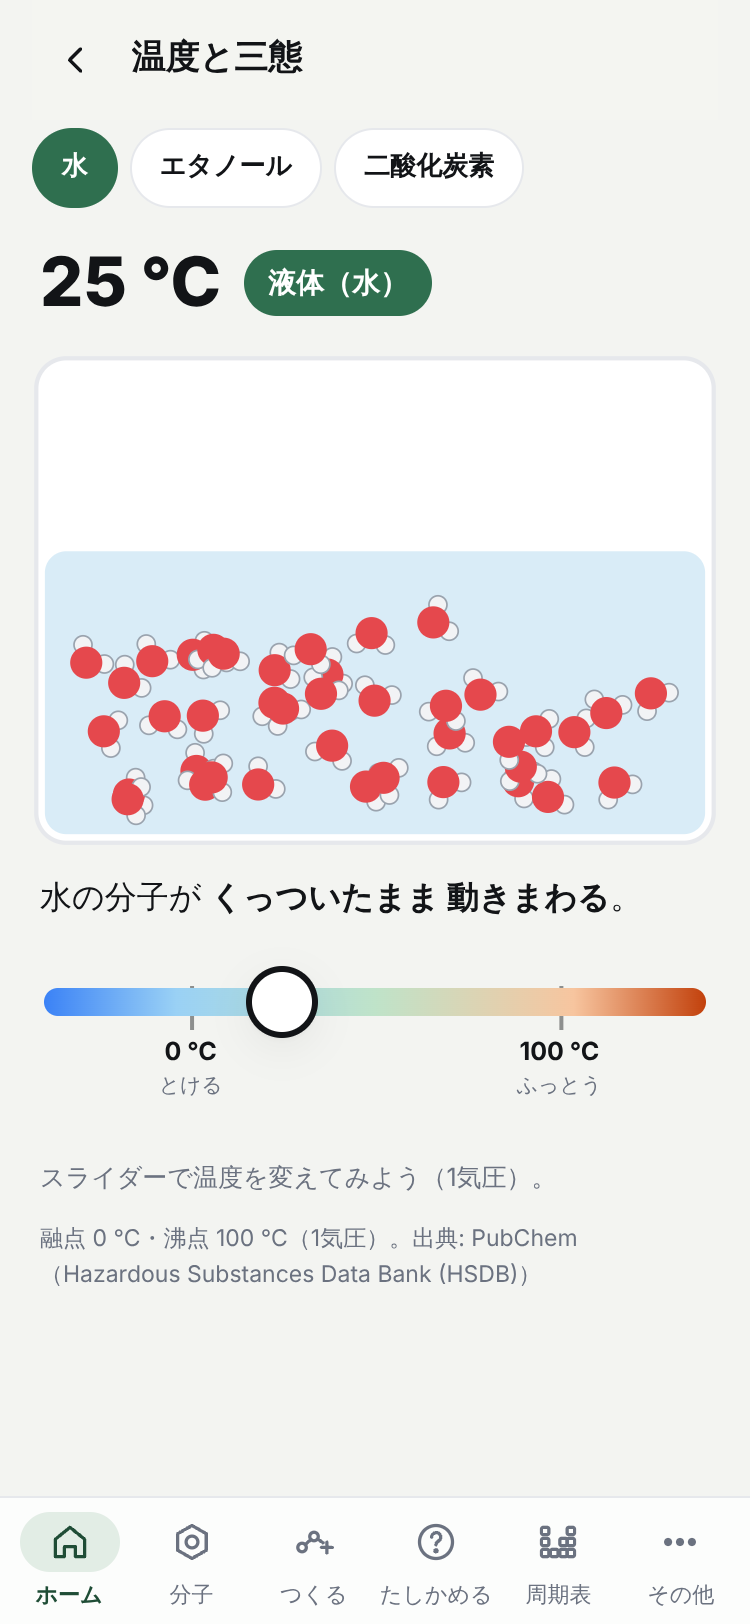 温度と三態
水
エタノール
二酸化炭素
25 °C
液体（水）
水の分子が くっついたまま 動きまわる。
0 °C
100 °C
とける
ふっとう
スライダーで温度を変えてみよう（1気圧）。
融点 0 °C・沸点 100 °C（1気圧）。出典: PubChem
（Hazardous Substances Data Bank (HSDB)）
ホーム
分子
つくる
たしかめる
周期表
その他